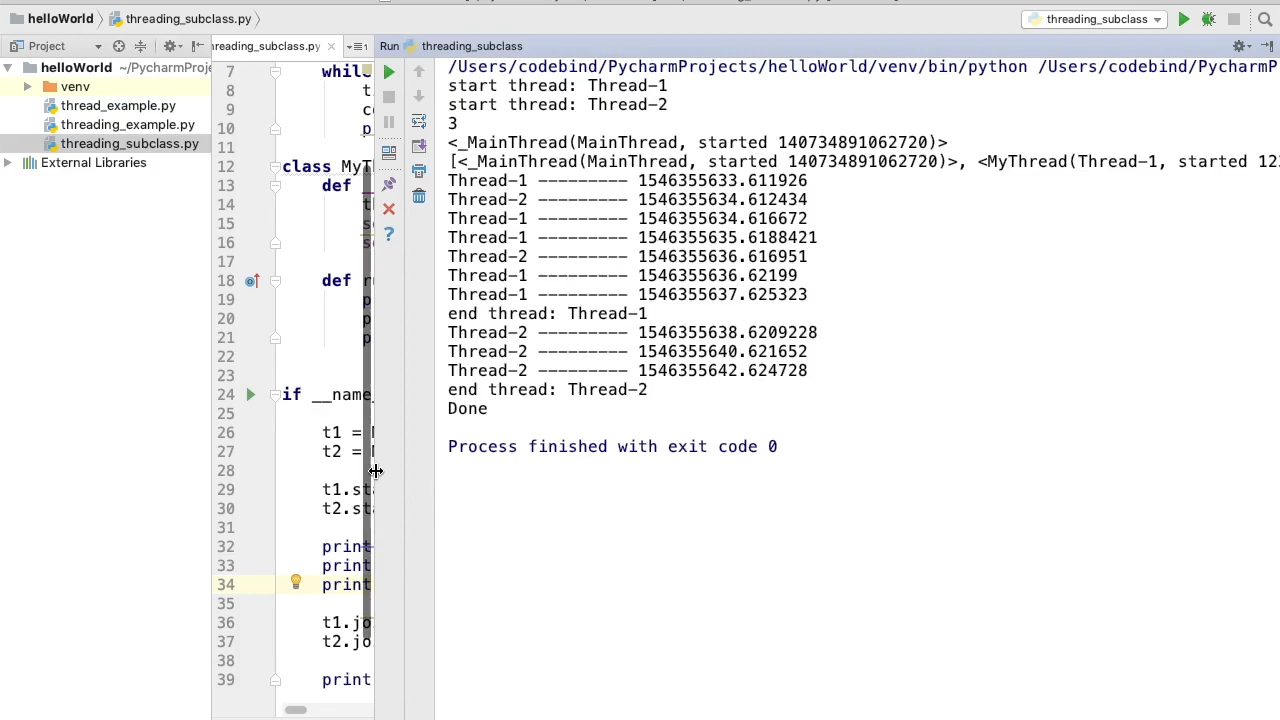 helloWorld threading_subclass.py threading_subclass
Project
helloWorld ~/PycharmProje
venv
thread_example.py
threading_example.py
threading_subclass.py
External Libraries
reading_subclass.py
7 while
8 t
9 c
10 p
11
12 class MyT
13 def
14 t
15 s
16 s
17
18 def r
19 p
20 p
21 p
22
23
24 if __name_
25
26 t1 =
27 t2 =
28
29 t1.sta
30 t2.sta
31
32 print
33 print
34 print
35
36 t1.jo
37 t2.jo
38
39 print
Run threading_subclass
/Users/codebind/PycharmProjects/helloWorld/venv/bin/python /Users/codebind/PycharmP
start thread: Thread-1
start thread: Thread-2
3
<_MainThread(MainThread, started 140734891062720)>
[<_MainThread(MainThread, started 140734891062720)>, <MyThread(Thread-1, started 12
Thread-1 --------- 1546355633.611926
Thread-2 --------- 1546355634.612434
Thread-1 --------- 1546355634.616672
Thread-1 --------- 1546355635.6188421
Thread-2 --------- 1546355636.616951
Thread-1 --------- 1546355636.62199
Thread-1 --------- 1546355637.625323
end thread: Thread-1
Thread-2 --------- 1546355638.6209228
Thread-2 --------- 1546355640.621652
Thread-2 --------- 1546355642.624728
end thread: Thread-2
Done
Process finished with exit code 0